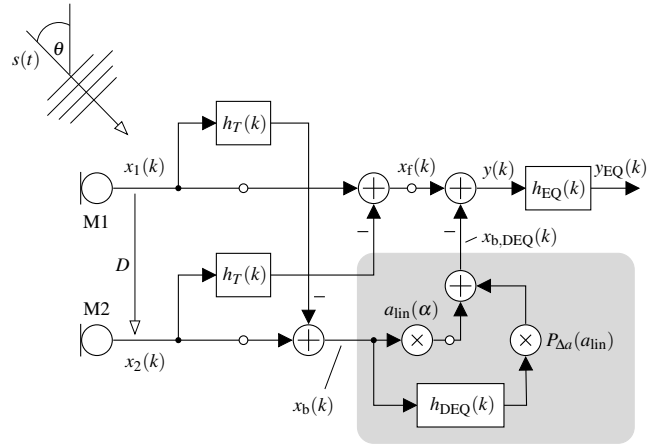 θ
s(t)
h_T(k)
x_1(k)
x_f(k)
y(k)
y_EQ(k)
+
+
h_EQ(k)
M1
−
−
x_b,DEQ(k)
D
h_T(k)
+
M2
−
a_lin(α)
+
×
×
P_Δa(a_lin)
x_2(k)
x_b(k)
h_DEQ(k)